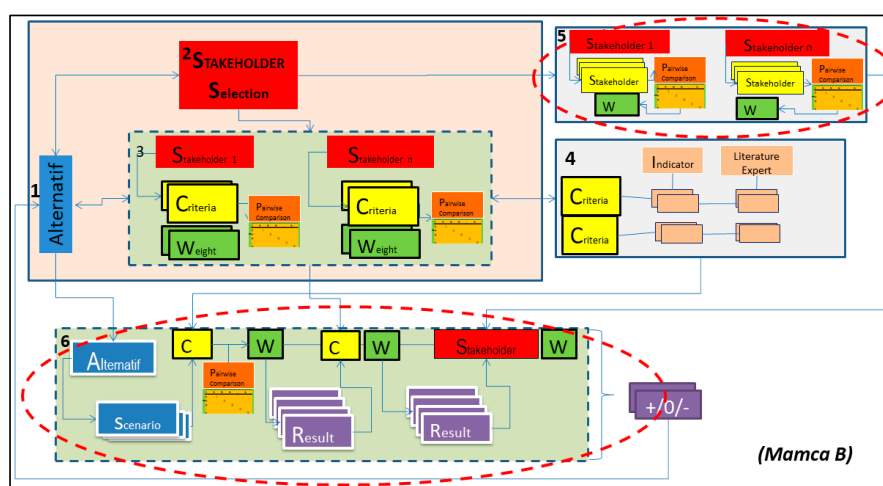 2 STAKEHOLDER
Selection
5
Stakeholder 1
Stakeholder n
Stakeholder
Pairwise
Comparison
W
Stakeholder
Pairwise
Comparison
W
1
Alternatif
3
Stakeholder 1
Stakeholder n
Criteria
Pairwise
Comparison
Weight
Criteria
Pairwise
Comparison
Weight
4
Indicator
Literature
Expert
Criteria
Criteria
6
Alternatif
Scenario
C
W
Pairwise
Comparison
C
W
Stakeholder
W
Result
Result
+/0/-
(Mamca B)